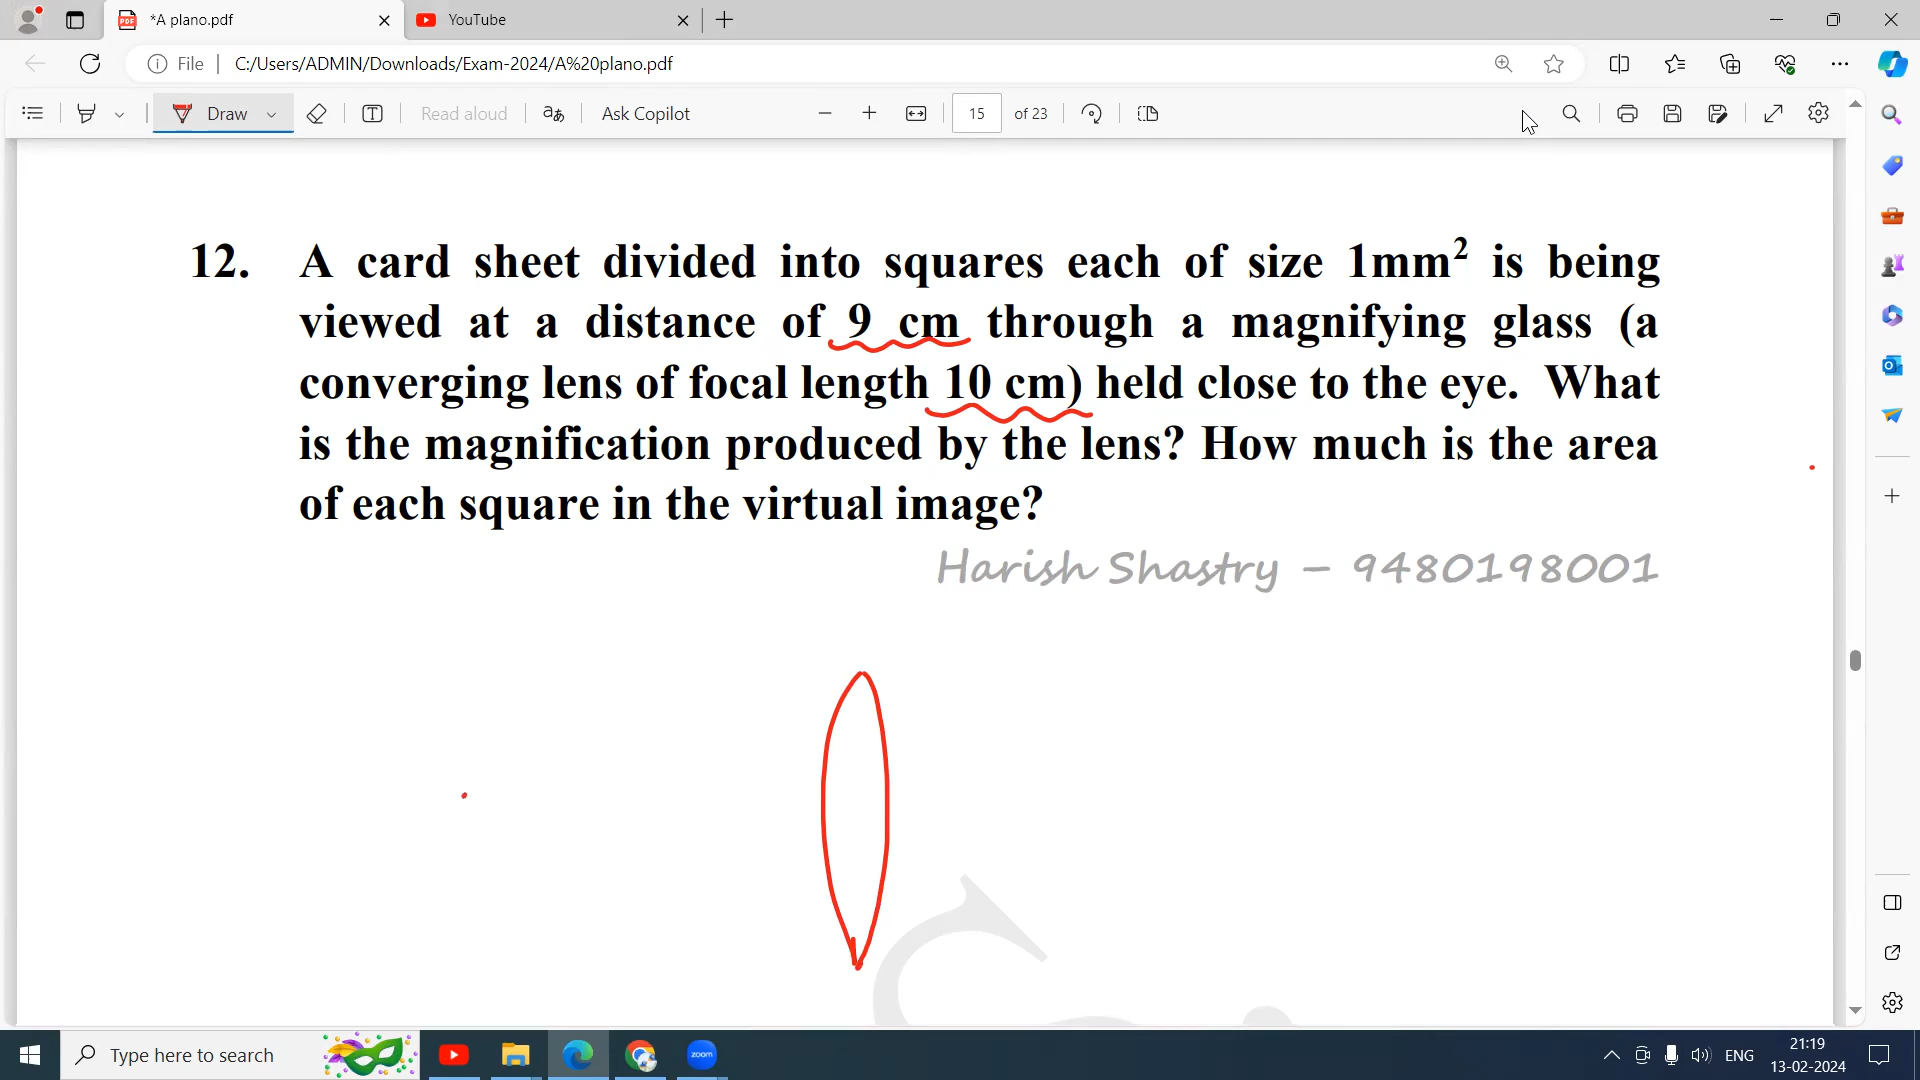 *A plano.pdf
YouTube
File
C:/Users/ADMIN/Downloads/Exam-2024/A%20plano.pdf
Draw
Read aloud
aあ
Ask Copilot
15
of 23
12. A card sheet divided into squares each of size 1mm² is being
viewed at a distance of 9 cm through a magnifying glass (a
converging lens of focal length 10 cm) held close to the eye. What
is the magnification produced by the lens? How much is the area
of each square in the virtual image?
Harish Shastry – 9480198001
Type here to search
zoom
ENG
21:19
13-02-2024